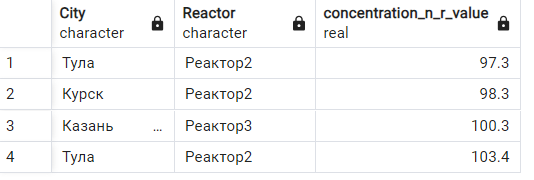 City character Reactor character concentration_n_r_value real
1 Тула Реактор2 97.3
2 Курск Реактор2 98.3
3 Казань ... Реактор3 100.3
4 Тула Реактор2 103.4